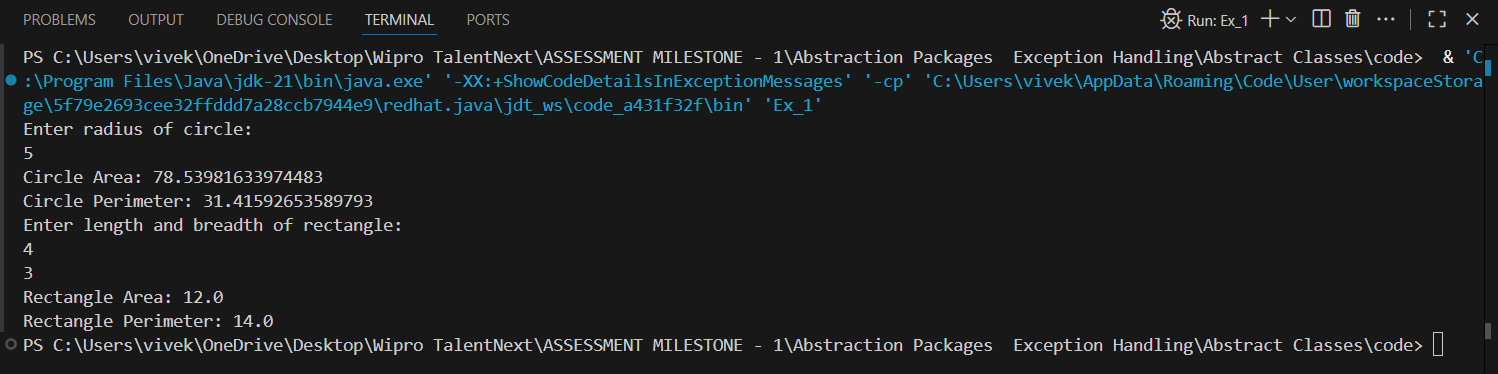 PROBLEMS OUTPUT DEBUG CONSOLE TERMINAL PORTS Run: Ex_1
PS C:\Users\vivek\OneDrive\Desktop\Wipro TalentNext\ASSESSMENT MILESTONE - 1\Abstraction Packages  Exception Handling\Abstract Classes\code>  & 'C
:\Program Files\Java\jdk-21\bin\java.exe' '-XX:+ShowCodeDetailsInExceptionMessages' '-cp' 'C:\Users\vivek\AppData\Roaming\Code\User\workspaceStora
ge\5f79e2693cee32ffddd7a28ccb7944e9\redhat.java\jdt_ws\code_a431f32f\bin' 'Ex_1'
Enter radius of circle:
5
Circle Area: 78.53981633974483
Circle Perimeter: 31.41592653589793
Enter length and breadth of rectangle:
4
3
Rectangle Area: 12.0
Rectangle Perimeter: 14.0
PS C:\Users\vivek\OneDrive\Desktop\Wipro TalentNext\ASSESSMENT MILESTONE - 1\Abstraction Packages  Exception Handling\Abstract Classes\code>